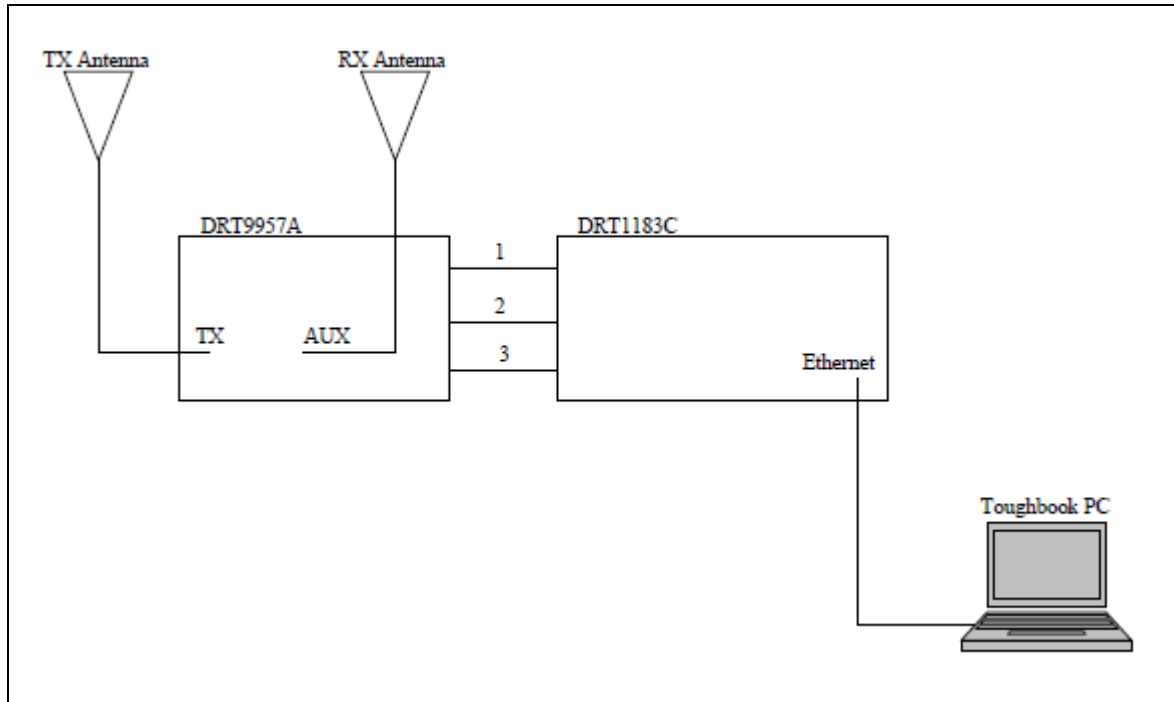 TX Antenna
RX Antenna
DRT9957A
DRT1183C
1
2
3
TX
AUX
Ethernet
Toughbook PC